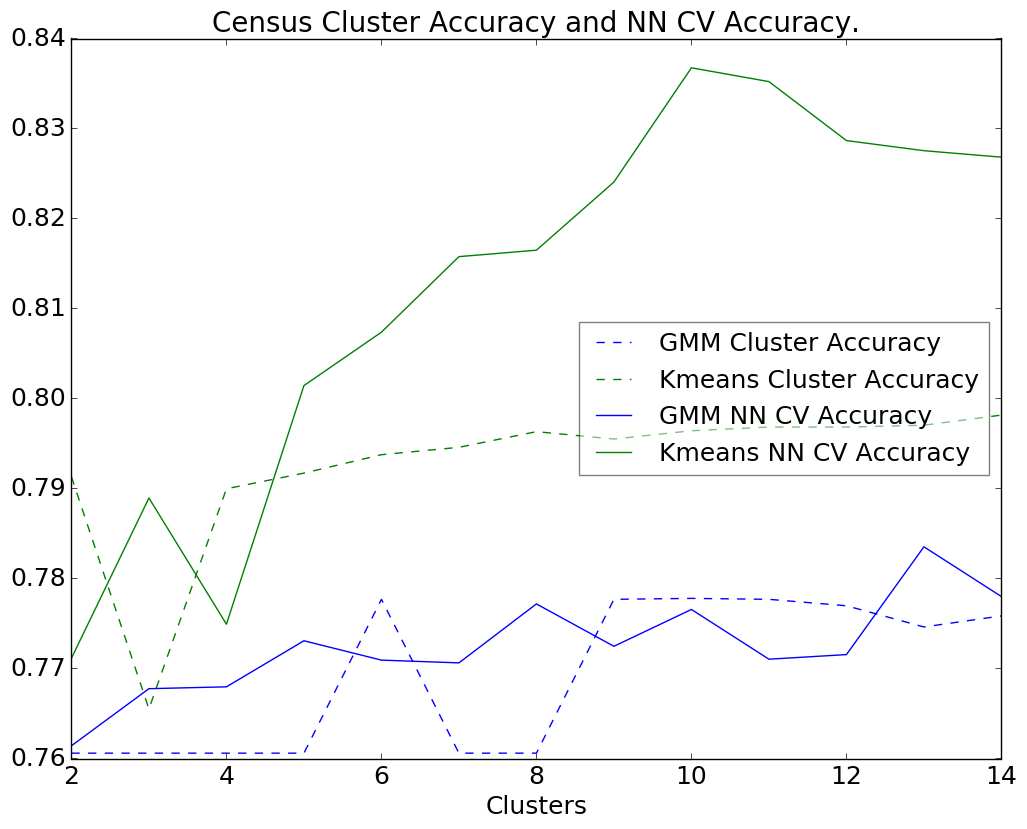 Census Cluster Accuracy and NN CV Accuracy.
0.84
0.83
0.82
0.81
0.80
0.79
0.78
0.77
0.76
GMM Cluster Accuracy
Kmeans Cluster Accuracy
GMM NN CV Accuracy
Kmeans NN CV Accuracy
2 4 6 8 10 12 14
Clusters